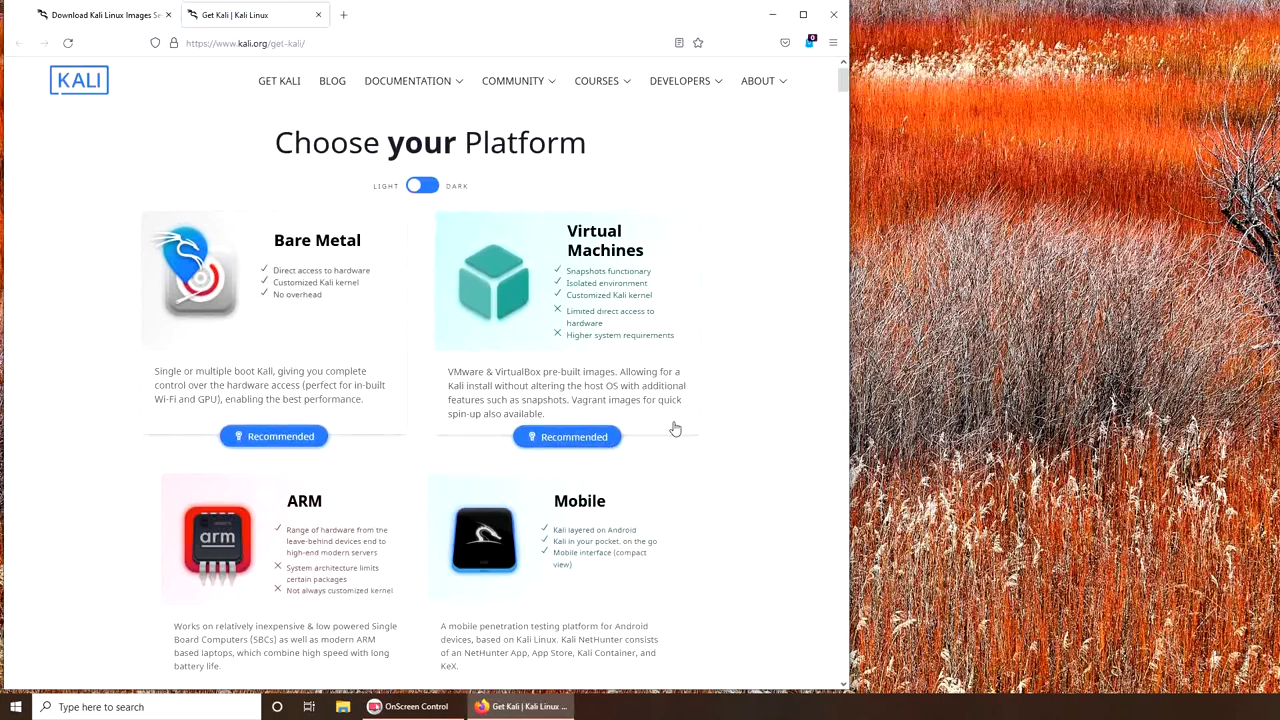 Download Kali Linux Images Se
Get Kali | Kali Linux
https://www.kali.org/get-kali/
0
KALI
GET KALI
BLOG
DOCUMENTATION
COMMUNITY
COURSES
DEVELOPERS
ABOUT
Choose your Platform
LIGHT
DARK
Bare Metal
Direct access to hardware
Customized Kali kernel
No overhead
Single or multiple boot Kali, giving you complete
control over the hardware access (perfect for in-built
Wi-Fi and GPU), enabling the best performance.
Recommended
Virtual
Machines
Snapshots functionary
Isolated environment
Customized Kali kernel
Limited direct access to
hardware
Higher system requirements
VMware & VirtualBox pre-built images. Allowing for a
Kali install without altering the host OS with additional
features such as snapshots. Vagrant images for quick
spin-up also available.
Recommended
ARM
arm
Range of hardware from the
leave-behind devices end to
high-end modern servers
System architecture limits
certain packages
Not always customized kernel
Works on relatively inexpensive & low powered Single
Board Computers (SBCs) as well as modern ARM
based laptops, which combine high speed with long
battery life.
Mobile
Kali layered on Android
Kali in your pocket, on the go
Mobile interface (compact
view)
A mobile penetration testing platform for Android
devices, based on Kali Linux. Kali NetHunter consists
of an NetHunter App, App Store, Kali Container, and
KeX.
Type here to search
OnScreen Control
Get Kali | Kali Linux ...